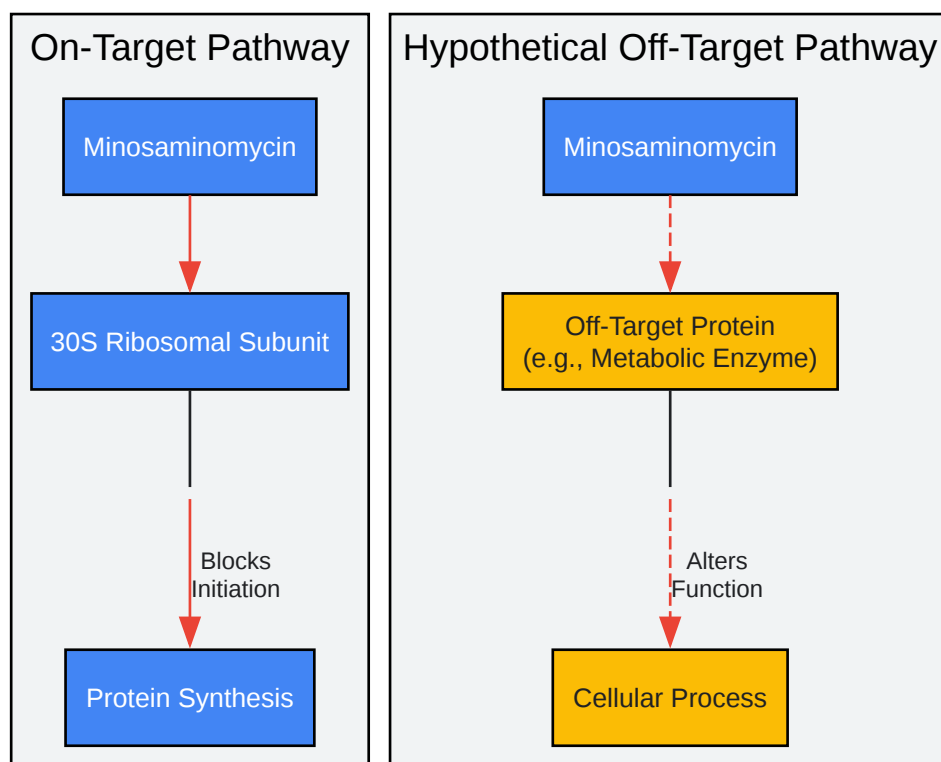 On-Target Pathway
Minosaminomycin
30S Ribosomal Subunit
Blocks
Initiation
Protein Synthesis
Hypothetical Off-Target Pathway
Minosaminomycin
Off-Target Protein
(e.g., Metabolic Enzyme)
Alters
Function
Cellular Process